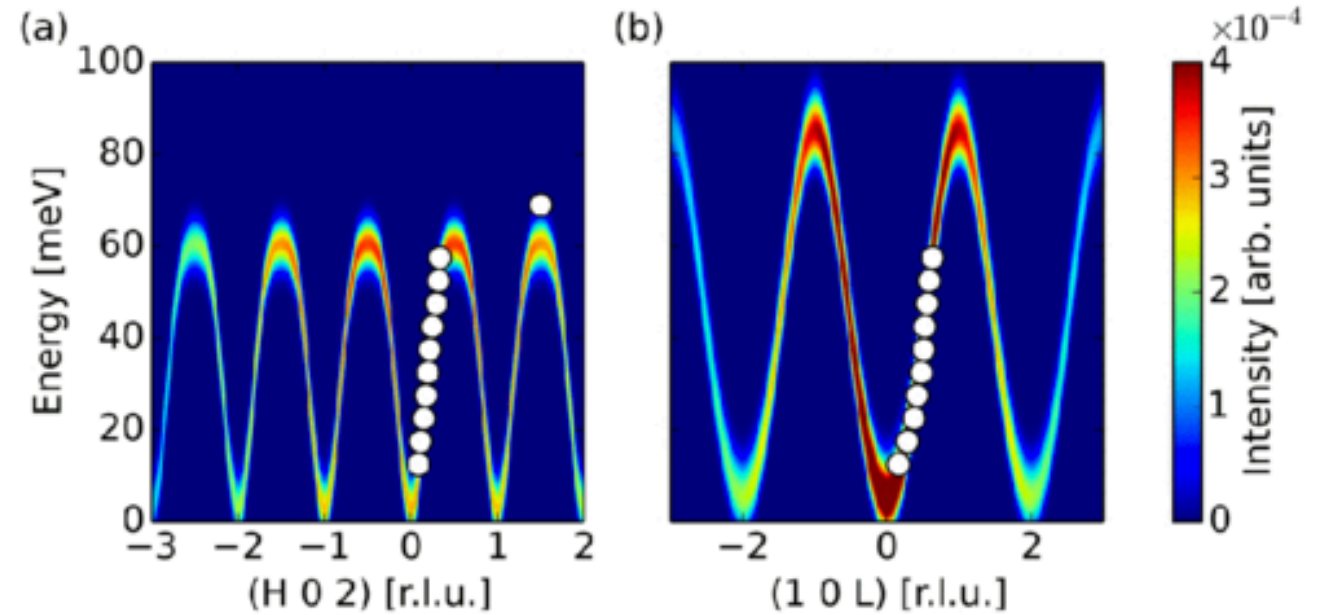 (a)
(b)
×10⁻⁴
100
80
60
40
20
0
Energy [meV]
−3 −2 −1 0 1 2
(H 0 2) [r.l.u.]
−2 0 2
(1 0 L) [r.l.u.]
4
3
2
1
0
Intensity [arb. units]